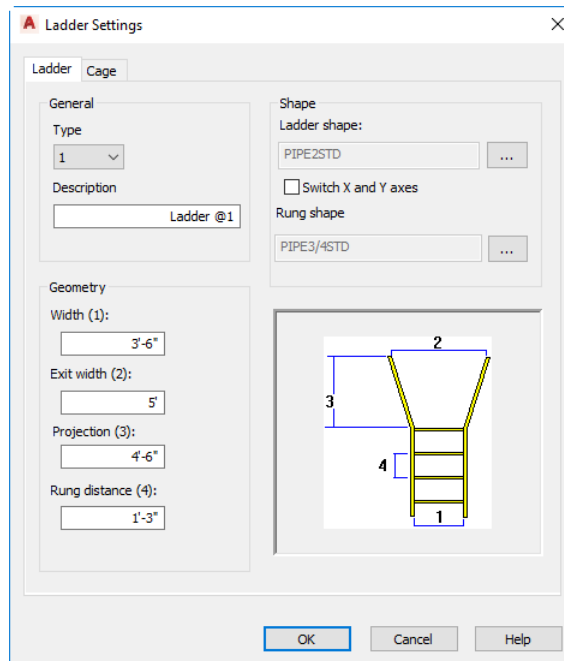 Ladder Settings
Ladder
Cage
General
Type
1
Description
Ladder @1
Shape
Ladder shape:
PIPE2STD
...
Switch X and Y axes
Rung shape
PIPE3/4STD
...
Geometry
Width (1):
3'-6"
Exit width (2):
5'
Projection (3):
4'-6"
Rung distance (4):
1'-3"
2
3
4
1
OK
Cancel
Help